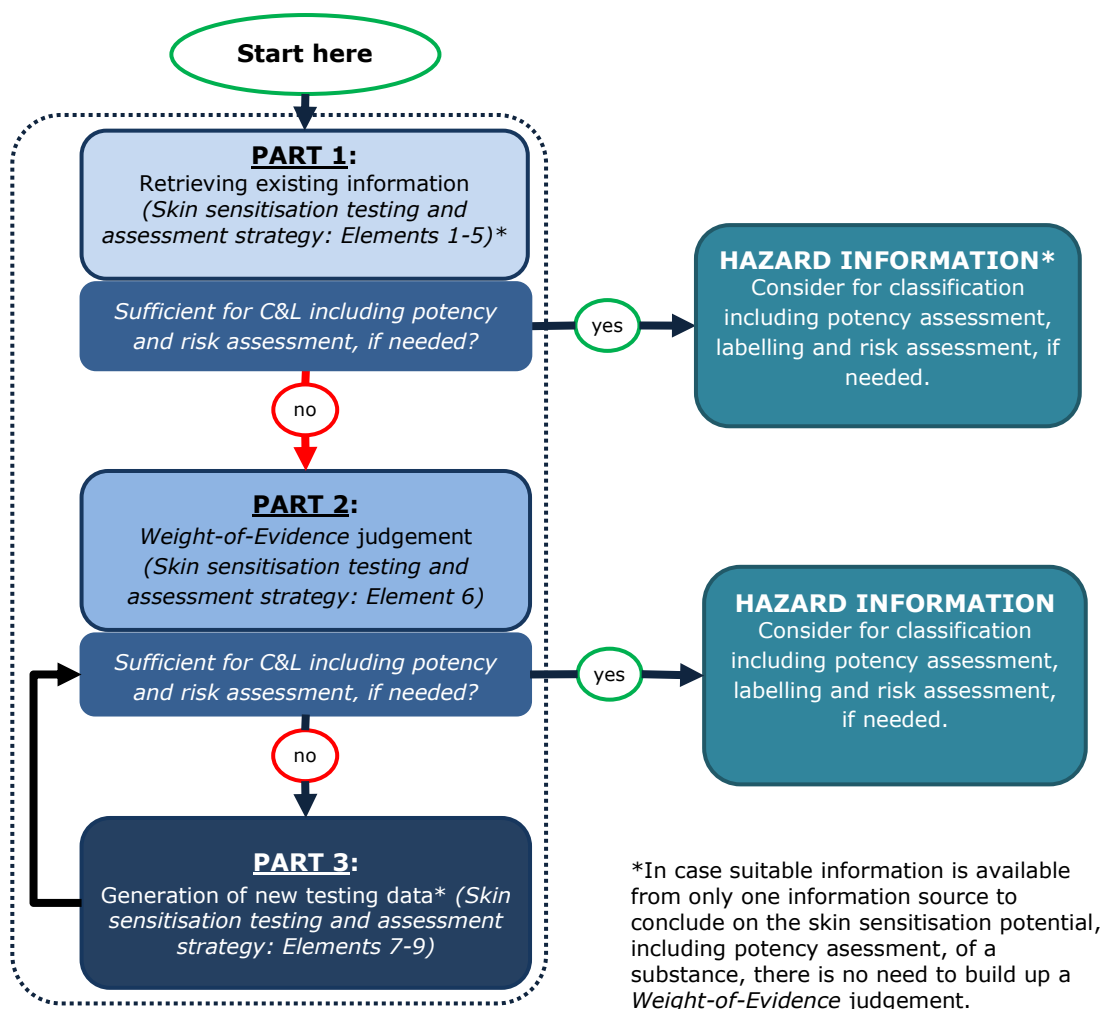 Start here
PART 1:
Retrieving existing information
(Skin sensitisation testing and
assessment strategy: Elements 1-5)*
Sufficient for C&L including potency
and risk assessment, if needed?
yes
HAZARD INFORMATION*
Consider for classification
including potency assessment,
labelling and risk assessment, if
needed.
no
PART 2:
Weight-of-Evidence judgement
(Skin sensitisation testing and
assessment strategy: Element 6)
Sufficient for C&L including potency
and risk assessment, if needed?
yes
HAZARD INFORMATION
Consider for classification
including potency assessment,
labelling and risk assessment,
if needed.
no
PART 3:
Generation of new testing data* (Skin
sensitisation testing and assessment
strategy: Elements 7-9)
*In case suitable information is available
from only one information source to
conclude on the skin sensitisation potential,
including potency asessment, of a
substance, there is no need to build up a
Weight-of-Evidence judgement.